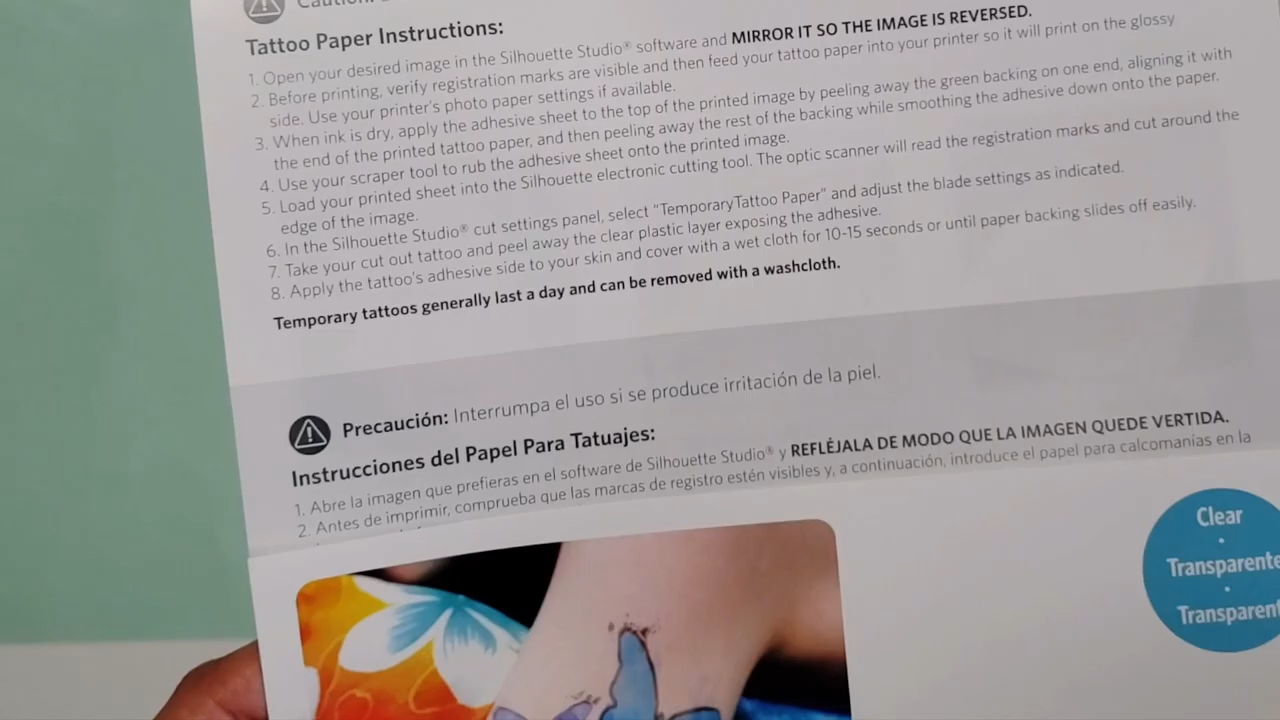 Caution:
Tattoo Paper Instructions:
1. Open your desired image in the Silhouette Studio® software and MIRROR IT SO THE IMAGE IS REVERSED.
2. Before printing, verify registration marks are visible and then feed your tattoo paper into your printer so it will print on the glossy
side. Use your printer's photo paper settings if available.
3. When ink is dry, apply the adhesive sheet to the top of the printed image by peeling away the green backing on one end, aligning it with
the end of the printed tattoo paper, and then peeling away the rest of the backing while smoothing the adhesive down onto the paper.
4. Use your scraper tool to rub the adhesive sheet onto the printed image.
5. Load your printed sheet into the Silhouette electronic cutting tool. The optic scanner will read the registration marks and cut around the
edge of the image.
6. In the Silhouette Studio® cut settings panel, select "Temporary Tattoo Paper" and adjust the blade settings as indicated.
7. Take your cut out tattoo and peel away the clear plastic layer exposing the adhesive.
8. Apply the tattoo's adhesive side to your skin and cover with a wet cloth for 10-15 seconds or until paper backing slides off easily.
Temporary tattoos generally last a day and can be removed with a washcloth.
Precaución: Interrumpa el uso si se produce irritación de la piel.
Instrucciones del Papel Para Tatuajes:
1. Abre la imagen que prefieras en el software de Silhouette Studio® y REFLÉJALA DE MODO QUE LA IMAGEN QUEDE VERTIDA.
2. Antes de imprimir, comprueba que las marcas de registro estén visibles y, a continuación, introduce el papel para calcomanías en la
Clear
•
Transparente
•
Transparent